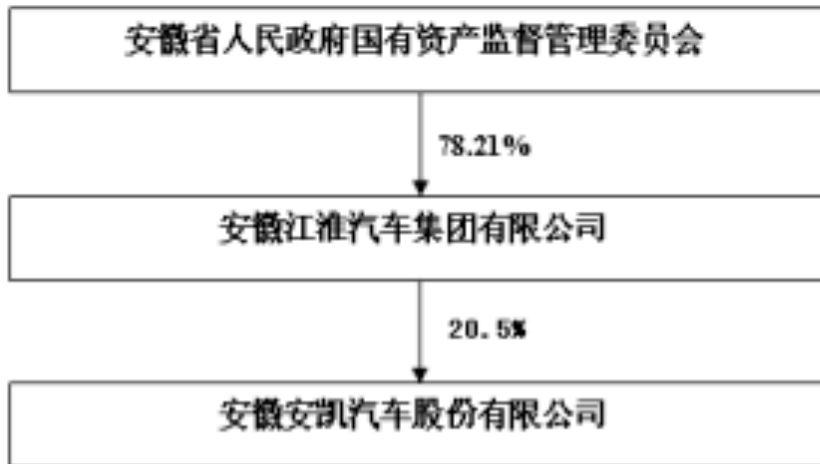 安徽省人民政府国有资产监督管理委员会
78.21%
安徽江淮汽车集团有限公司
20.5%
安徽安凯汽车股份有限公司